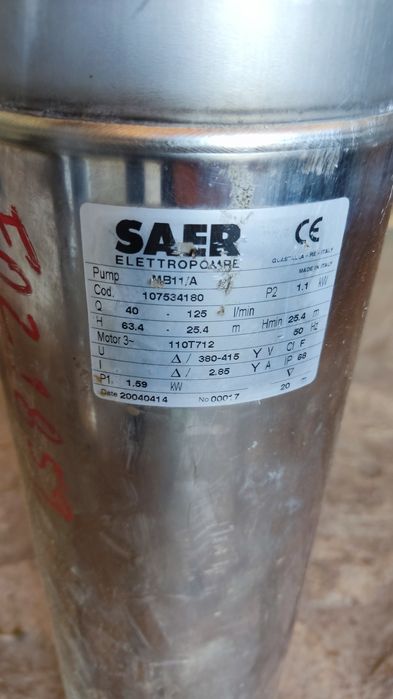 SAER CE
ELETTROPOMPE GUASTALLA - RE - ITALY
MADE IN ITALY
Pump MB11/A P2 1.1 kW
Cod. 107534180
Q 40 - 125 l/min Hmin 25.4 m
H 63.4 - 25.4 m ~ 50 Hz
Motor 3~ 110T712
U Δ/ 380-415 Y V Cl F
I Δ/ 2.85 Y A IP 68
P1 1.59 kW ∇ 20 ~
Date 20040414 No 00017